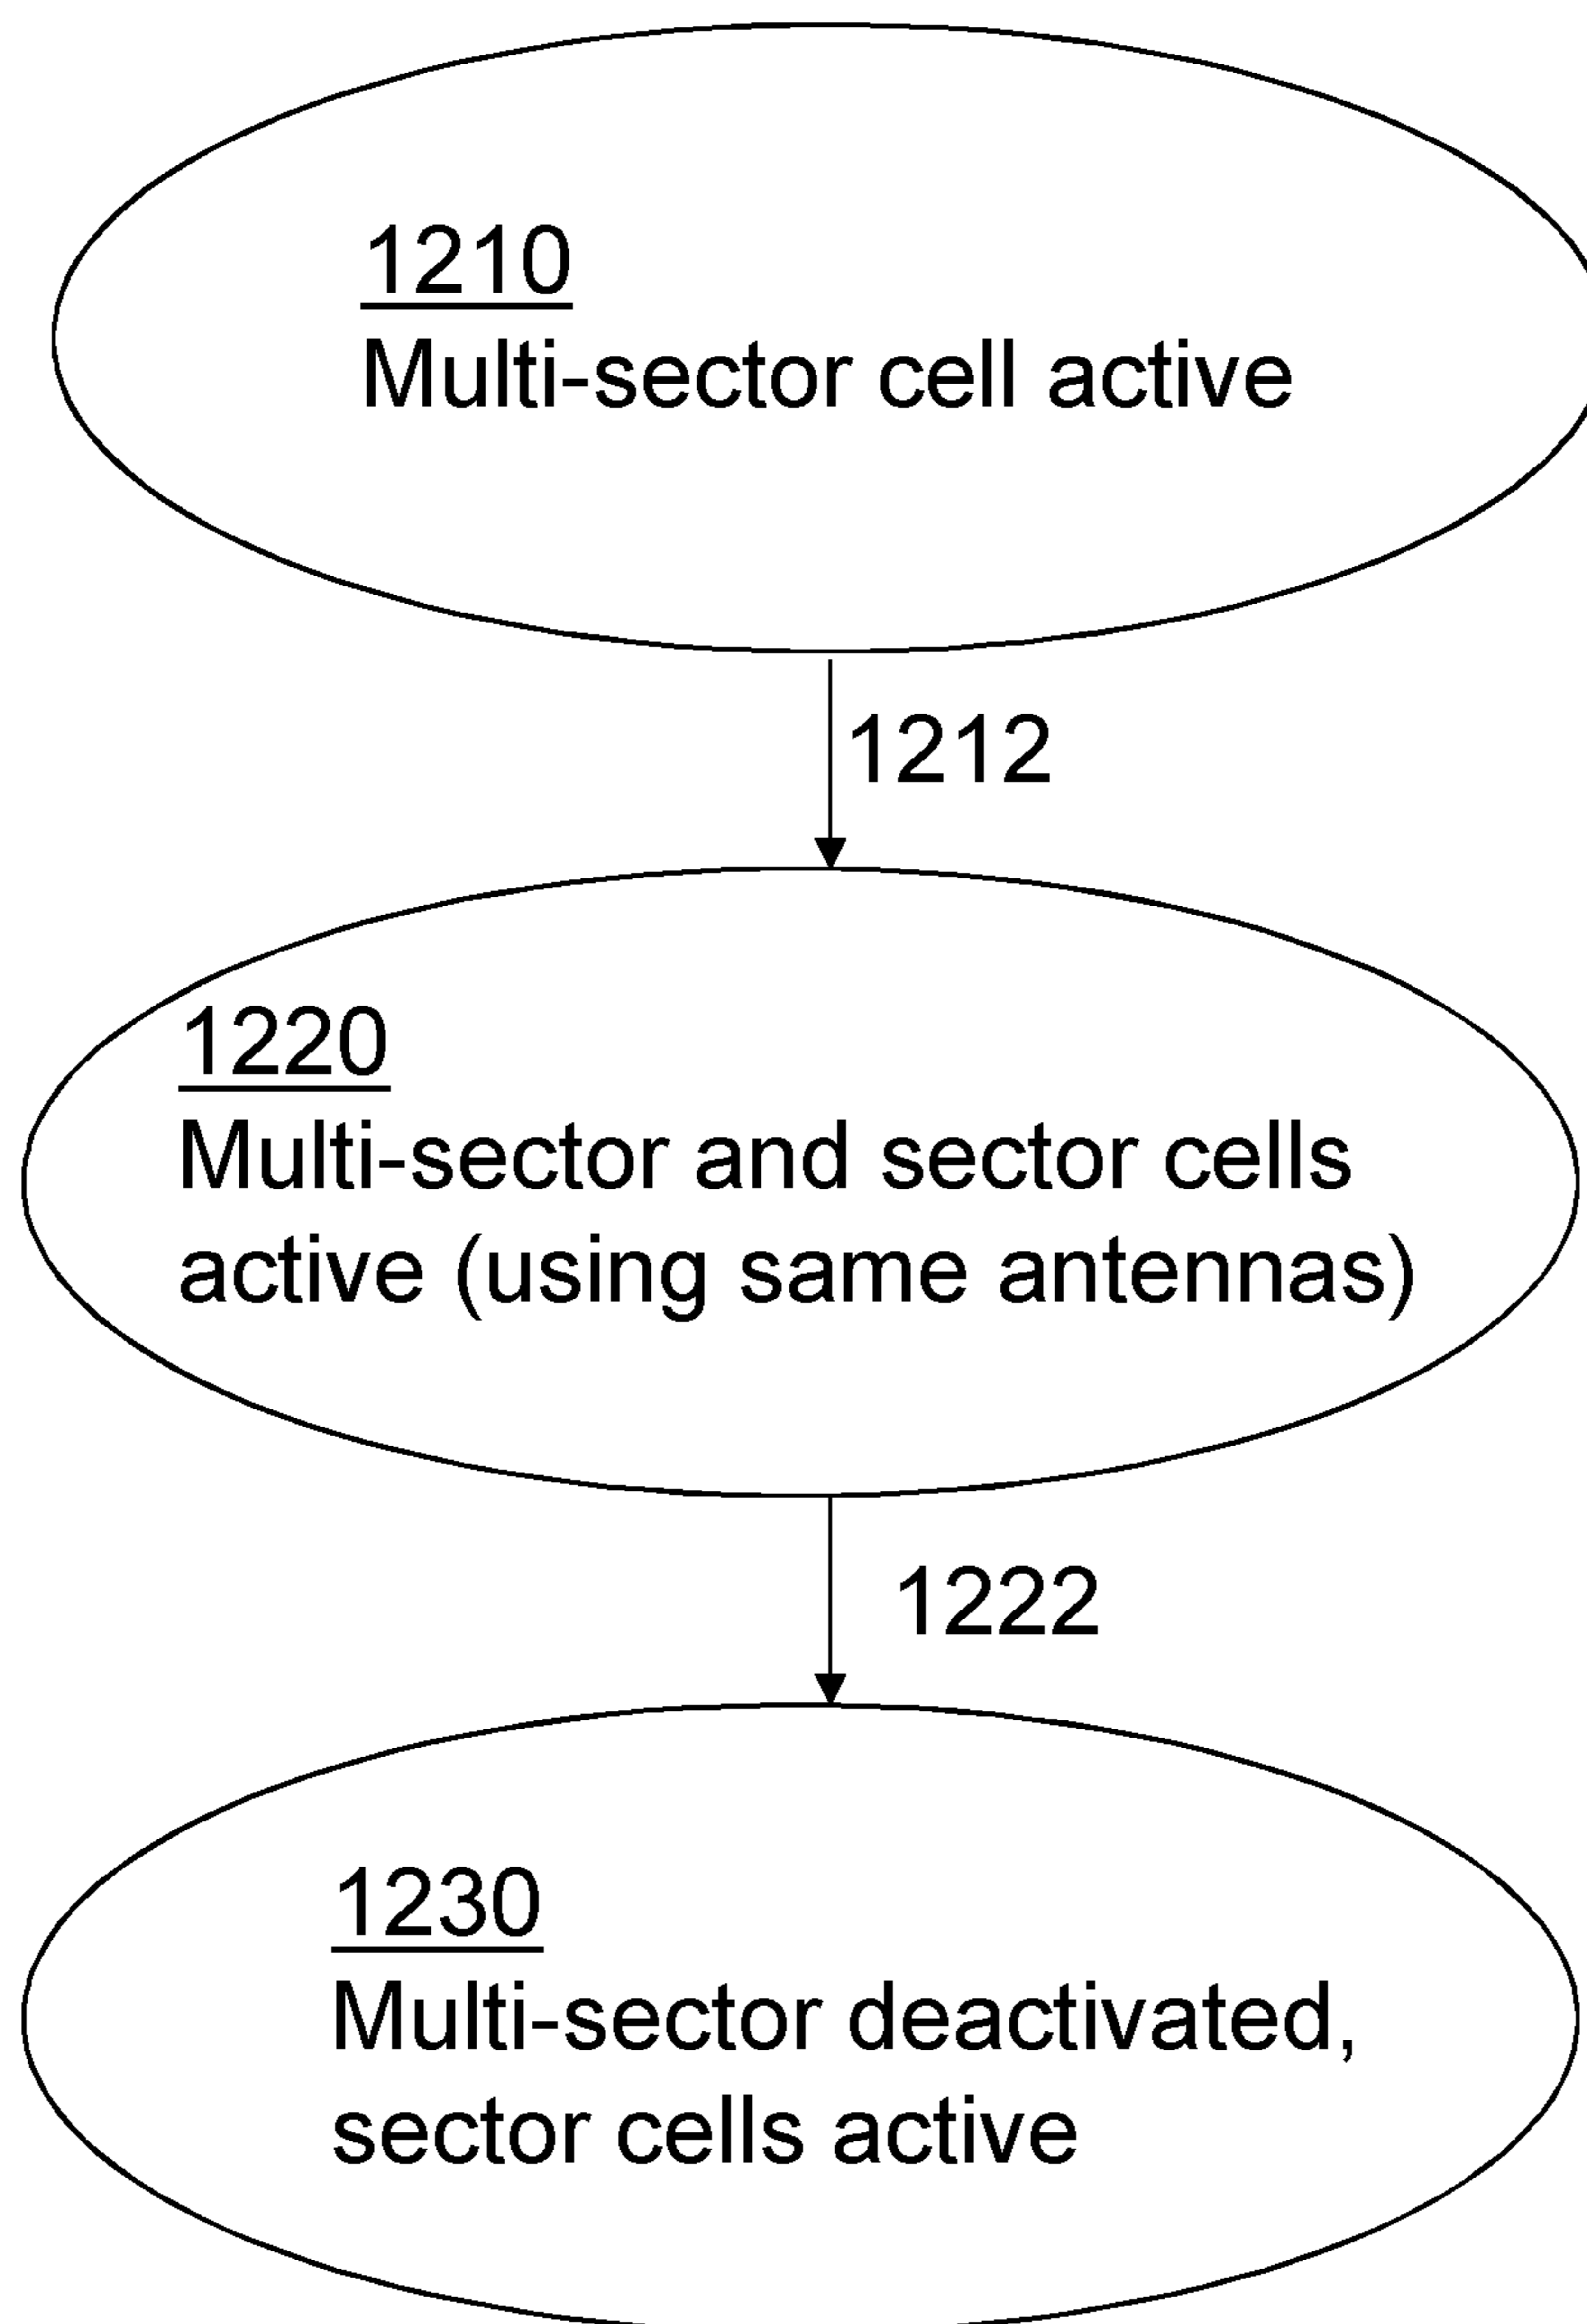 1210
Multi-sector cell active
1212
1220
Multi-sector and sector cells
active (using same antennas)
1222
1230
Multi-sector deactivated,
sector cells active